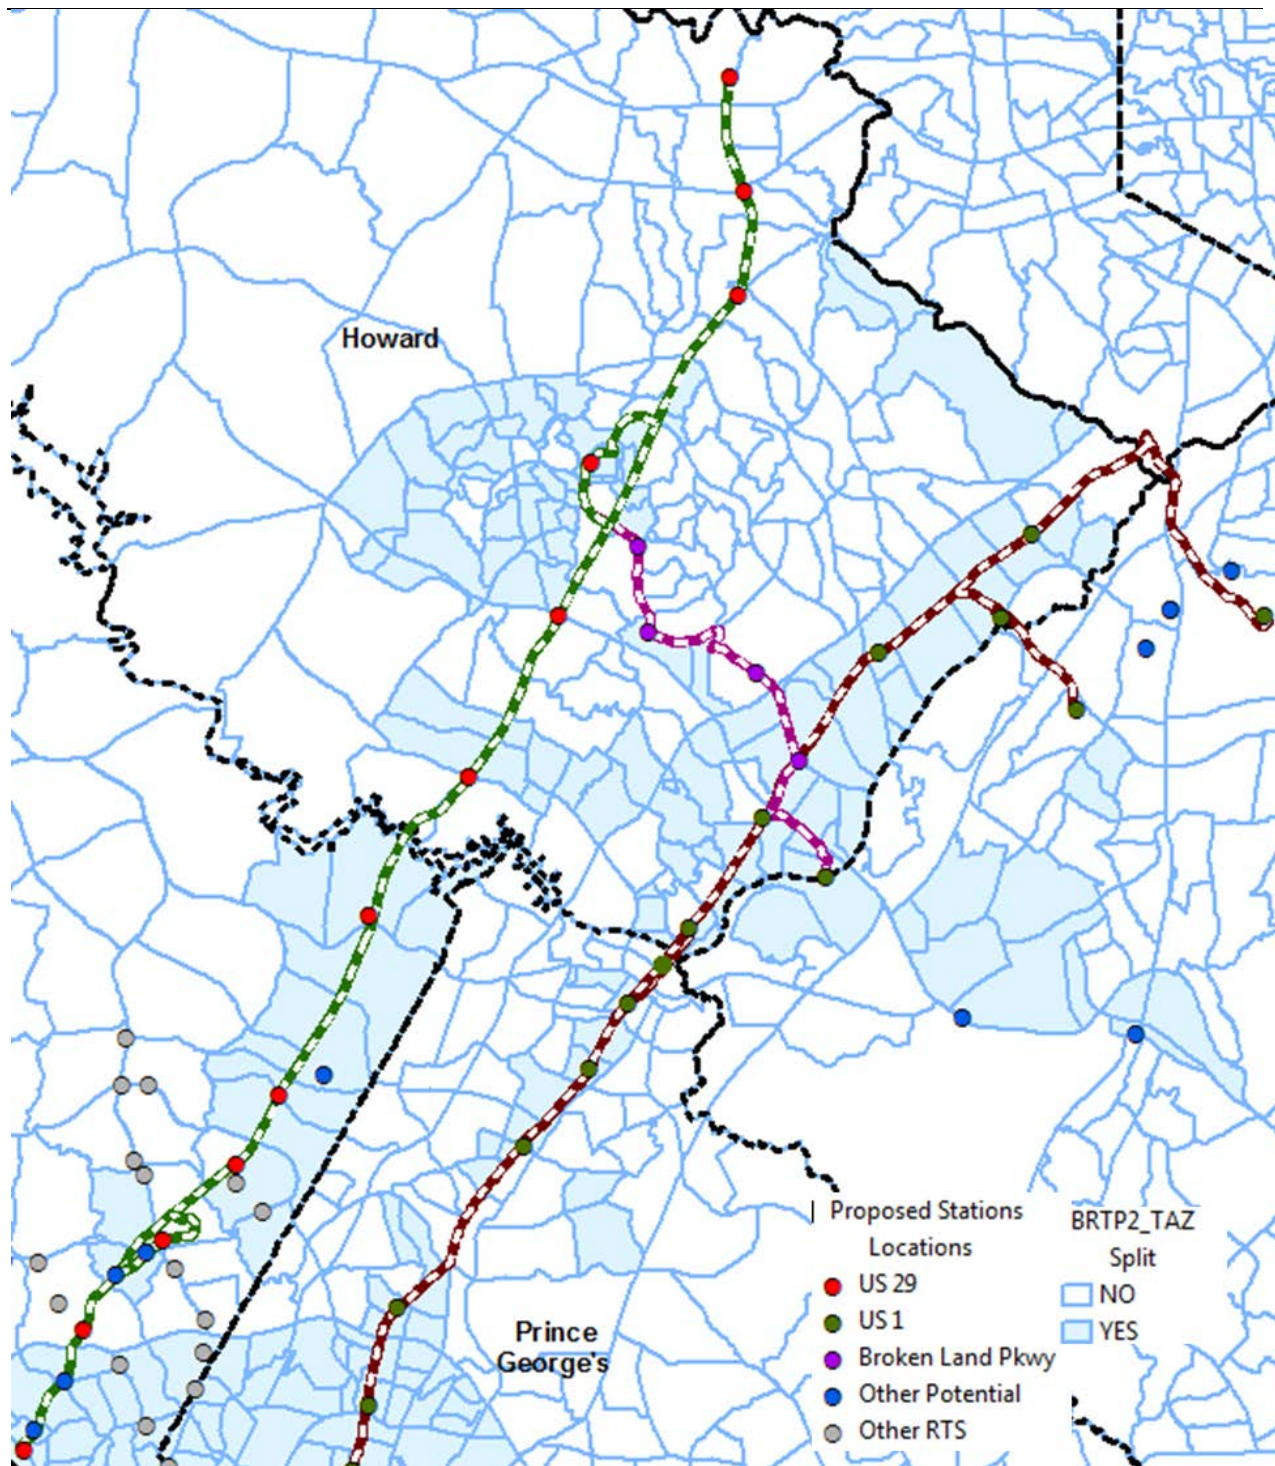 Howard
Prince
George's
Proposed Stations
Locations
US 29
US 1
Broken Land Pkwy
Other Potential
Other RTS
BRTP2_TAZ
Split
NO
YES